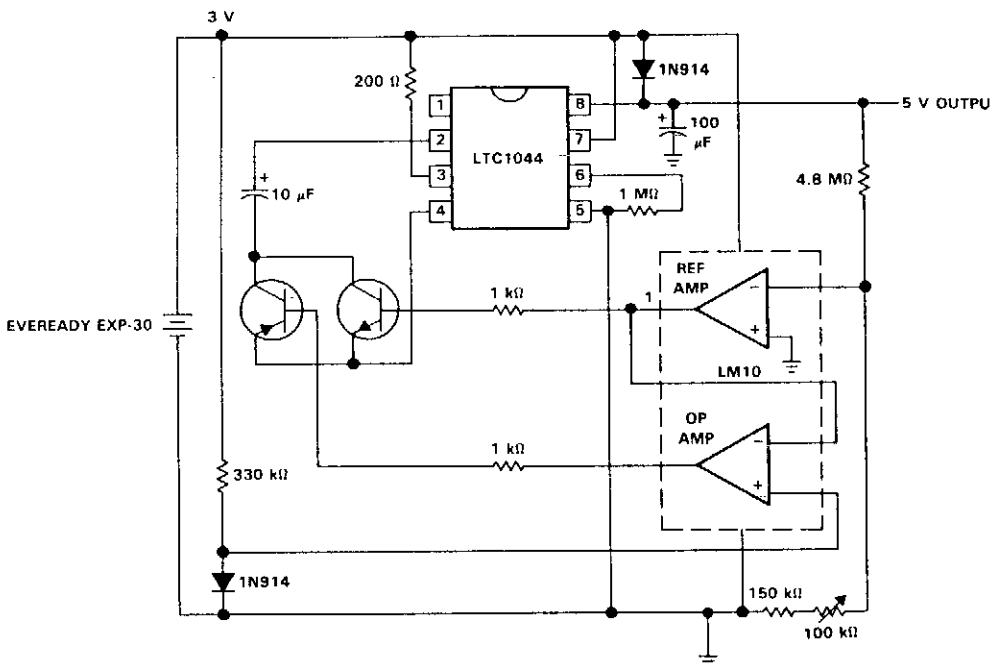 3 V
1N914
200 Ω
1
8
5 V OUTPU
+
100
µF
2
LTC1044
7
+
10 µF
3
6
1 MΩ
4.8 MΩ
4
5
REF
AMP
1 kΩ
1
−
+
EVEREADY EXP-30
LM10
OP
AMP
−
1 kΩ
+
330 kΩ
1N914
150 kΩ
100 kΩ